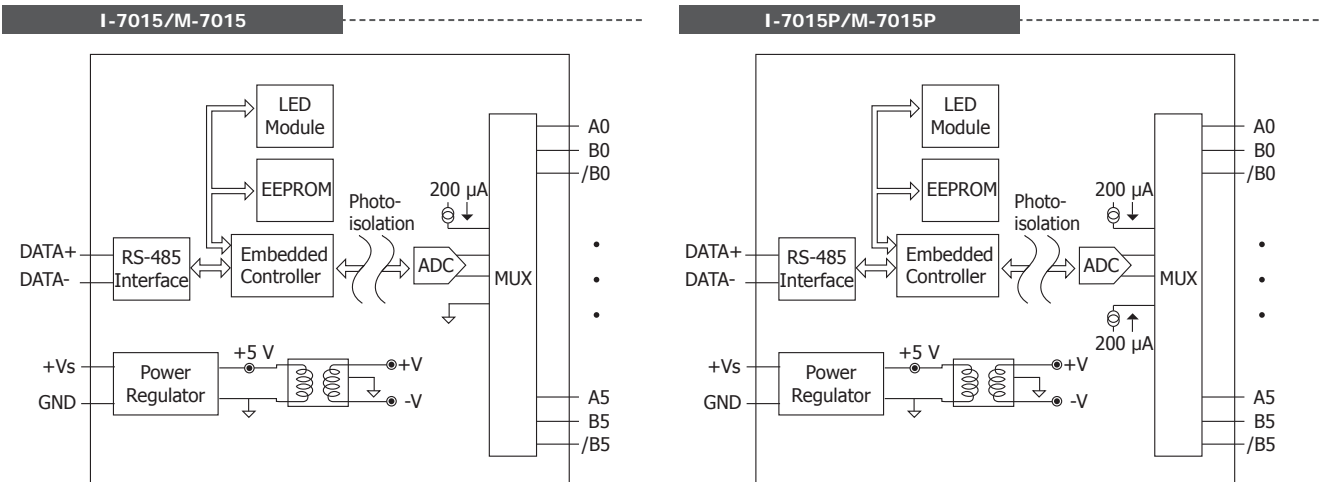 I-7015/M-7015
LED
Module
EEPROM
Photo-
isolation
200 µA
DATA+
DATA-
RS-485
Interface
Embedded
Controller
ADC
MUX
A0
B0
/B0
+Vs
GND
Power
Regulator
+5 V
+V
-V
A5
B5
/B5
I-7015P/M-7015P
LED
Module
EEPROM
Photo-
isolation
200 µA
DATA+
DATA-
RS-485
Interface
Embedded
Controller
ADC
MUX
200 µA
A0
B0
/B0
+Vs
GND
Power
Regulator
+5 V
+V
-V
A5
B5
/B5